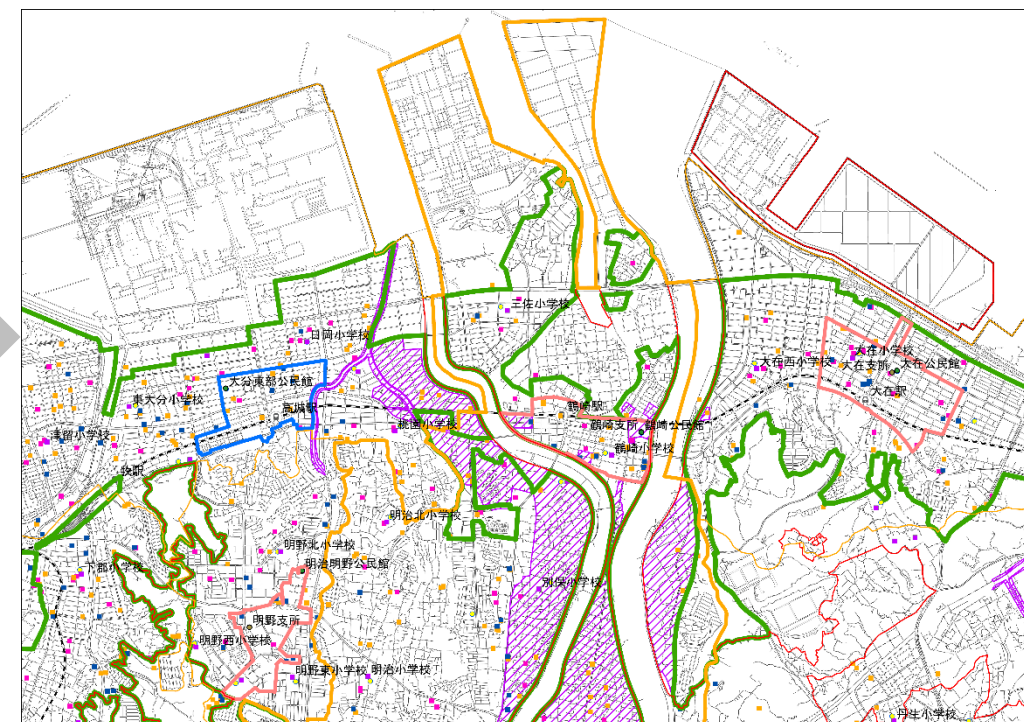 三佐小学校
日岡小学校
大在小学校
大在西小学校
大在支所
大在公民館
大分東部公民館
大在駅
東大分小学校
高城駅
鶴崎駅
桃園小学校
鶴崎支所
鶴崎公民館
津留小学校
鶴崎小学校
牧駅
明治北小学校
明野北小学校
明治明野公民館
下郡小学校
別保小学校
明野支所
明野西小学校
明野東小学校
明治小学校
丹生小学校